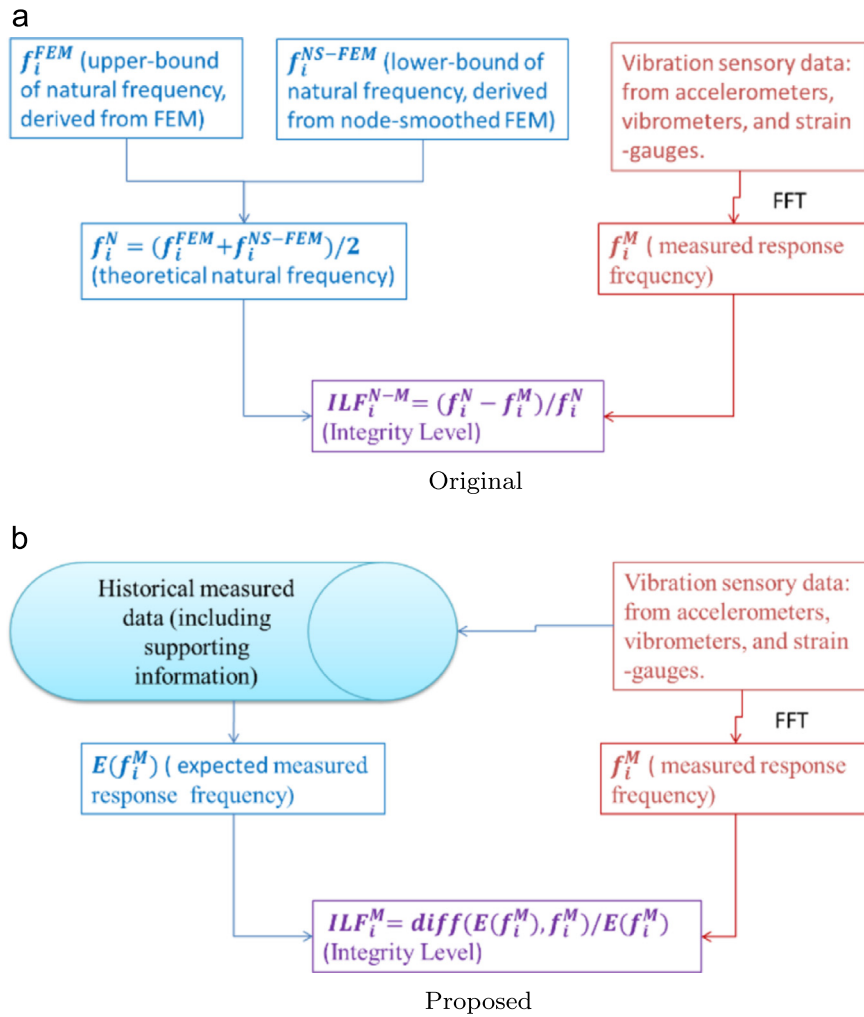 a
f_i^{FEM} (upper-bound
of natural frequency,
derived from FEM)
f_i^{NS-FEM} (lower-bound of
natural frequency, derived
from node-smoothed FEM)
Vibration sensory data:
from accelerometers,
vibrometers, and strain
-gauges.
FFT
f_i^N = (f_i^{FEM}+f_i^{NS-FEM})/2
(theoretical natural frequency)
f_i^M ( measured response
frequency)
ILF_i^{N-M}= (f_i^N − f_i^M)/f_i^N
(Integrity Level)
Original
b
Historical measured
data (including
supporting
information)
Vibration sensory data:
from accelerometers,
vibrometers, and strain
-gauges.
FFT
E(f_i^M) ( expected measured
response frequency)
f_i^M ( measured response
frequency)
ILF_i^M= diff(E(f_i^M),f_i^M)/E(f_i^M)
(Integrity Level)
Proposed